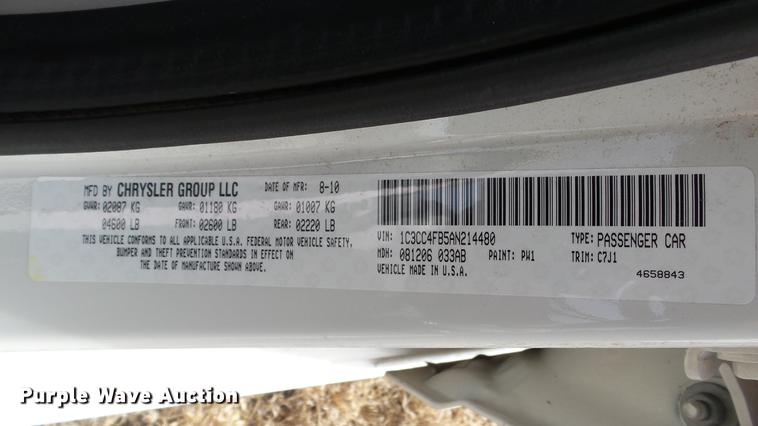 MFD BY CHRYSLER GROUP LLC DATE OF MFR: 8-10
GVWR: 02087 KG GAWR: 01180 KG GAWR: 01007 KG
04600 LB FRONT: 02600 LB REAR: 02220 LB
THIS VEHICLE CONFORMS TO ALL APPLICABLE U.S.A. FEDERAL MOTOR VEHICLE SAFETY,
BUMPER AND THEFT PREVENTION STANDARDS IN EFFECT ON
THE DATE OF MANUFACTURE SHOWN ABOVE.
VIN: 1C3CC4FB5AN214480 TYPE: PASSENGER CAR
MDH: 081206 033AB PAINT: PW1 TRIM: C7J1
VEHICLE MADE IN U.S.A.
4658843
Purple Wave Auction